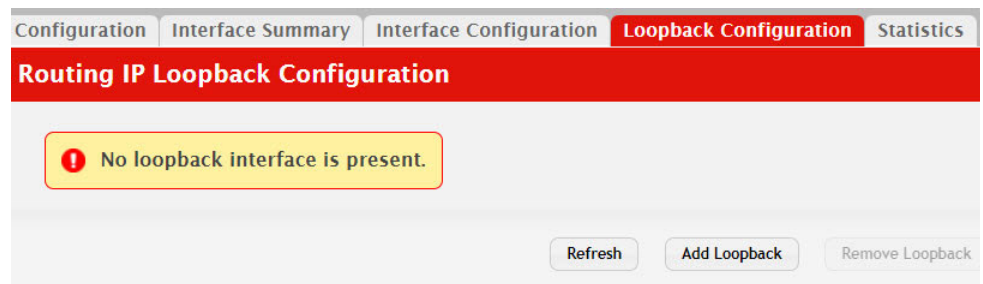 Configuration Interface Summary Interface Configuration Loopback Configuration Statistics
Routing IP Loopback Configuration
No loopback interface is present.
Refresh Add Loopback Remove Loopback